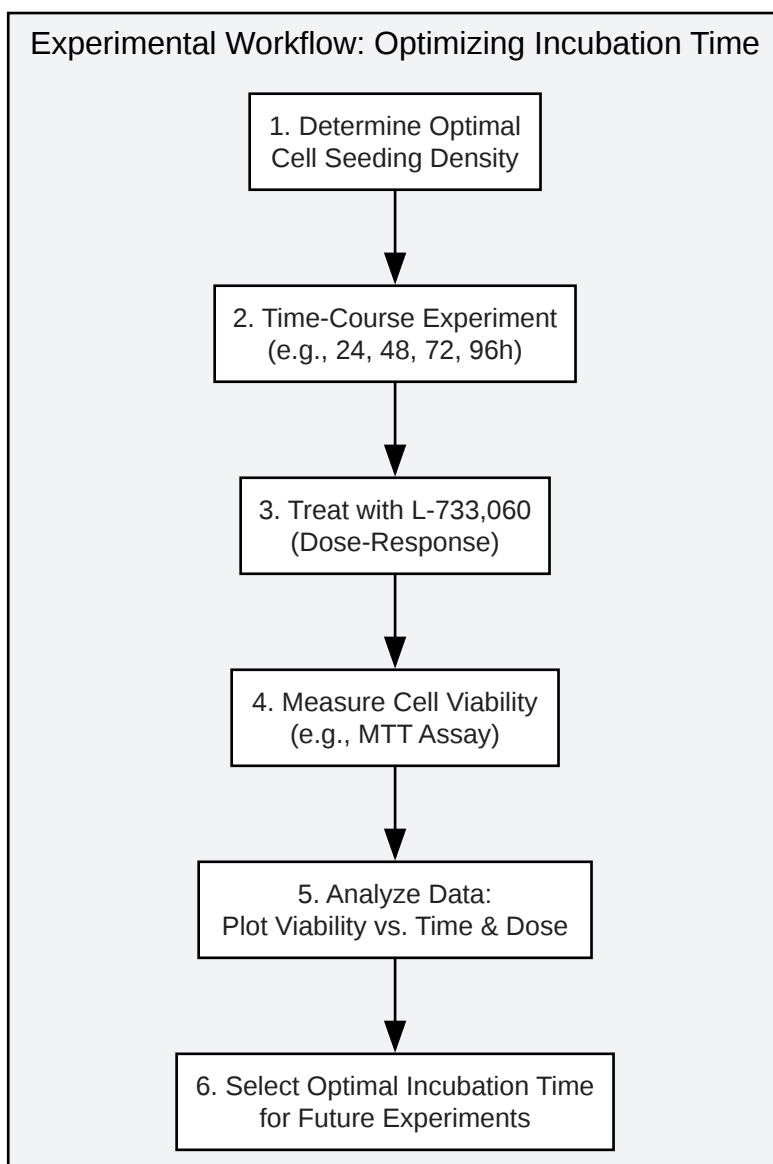 Experimental Workflow: Optimizing Incubation Time
1. Determine Optimal
Cell Seeding Density
2. Time-Course Experiment
(e.g., 24, 48, 72, 96h)
3. Treat with L-733,060
(Dose-Response)
4. Measure Cell Viability
(e.g., MTT Assay)
5. Analyze Data:
Plot Viability vs. Time & Dose
6. Select Optimal Incubation Time
for Future Experiments